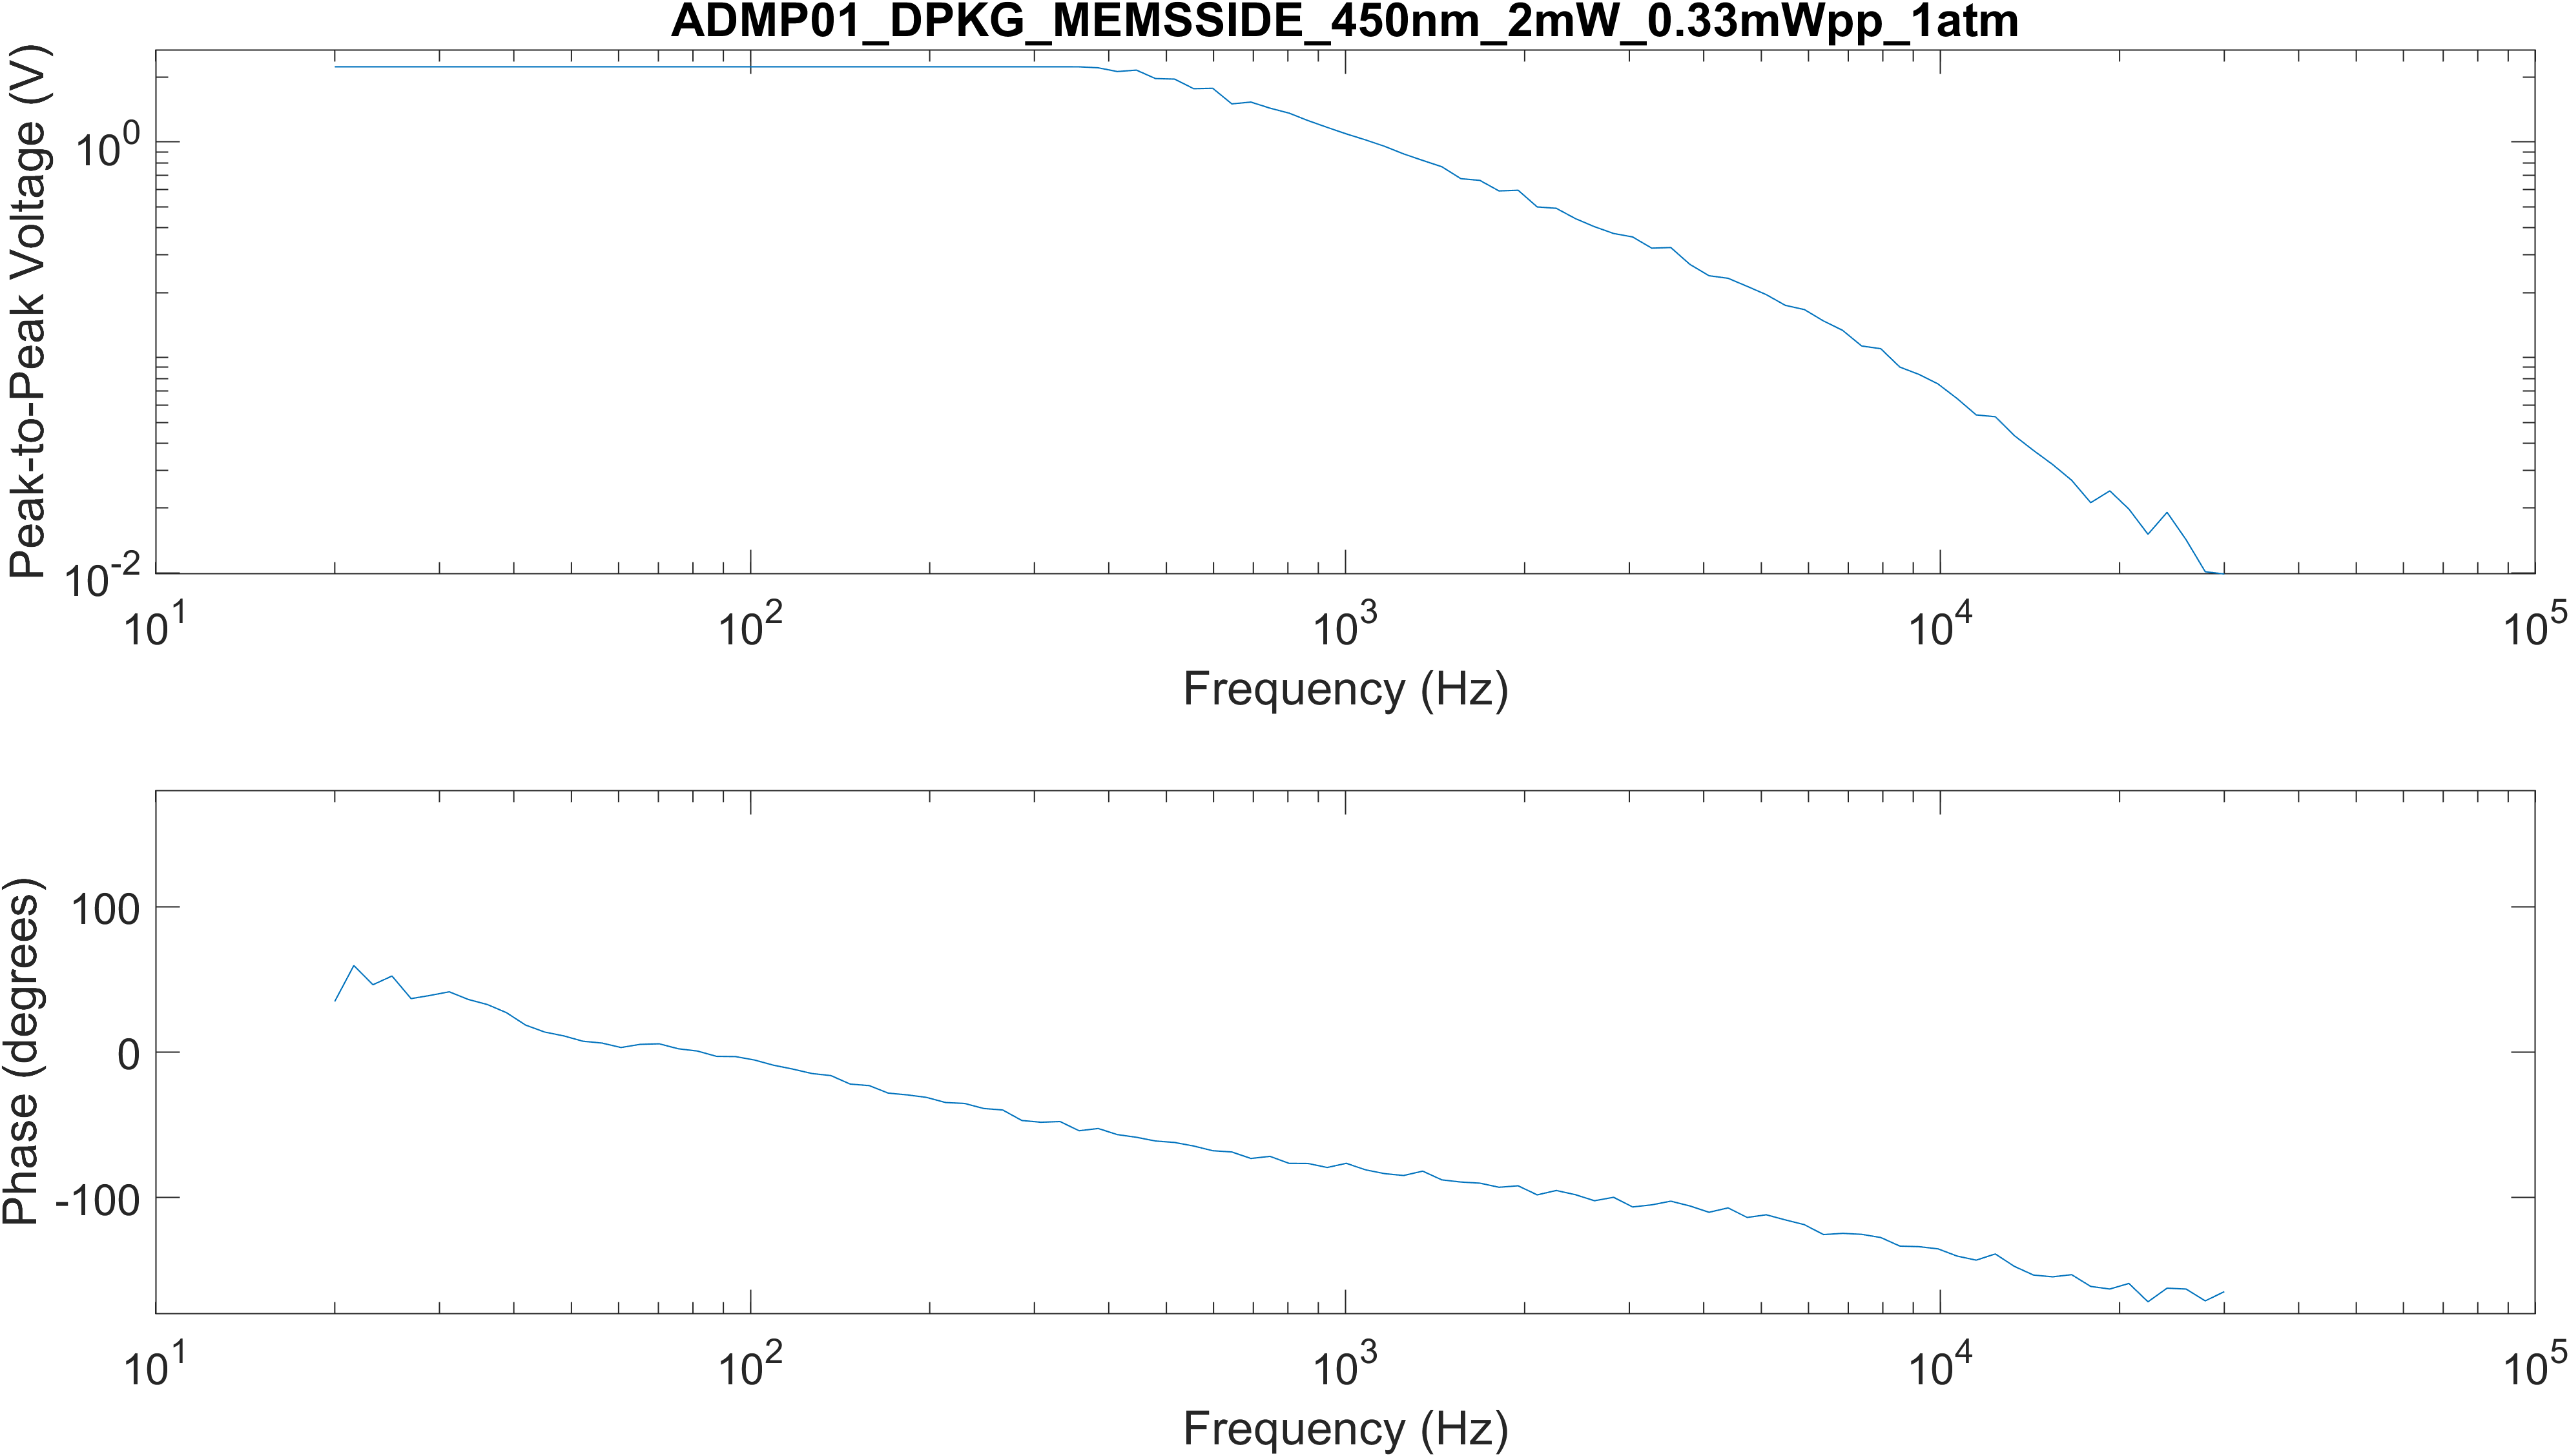 ADMP01_DPKG_MEMSSIDE_450nm_2mW_0.33mWpp_1atm
Peak-to-Peak Voltage (V)
10^0
10^-2
10^1 10^2 10^3 10^4 10^5
Frequency (Hz)
Phase (degrees)
100
0
-100
10^1 10^2 10^3 10^4 10^5
Frequency (Hz)